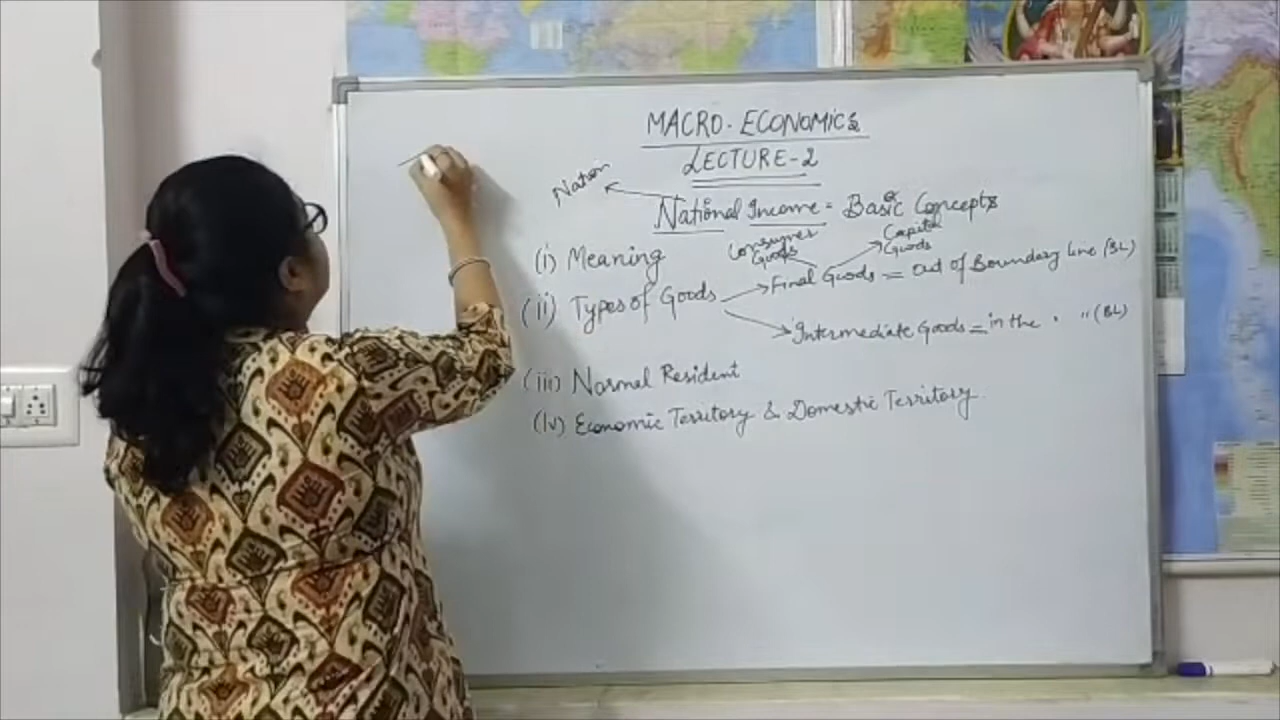 MACRO-ECONOMICS
LECTURE-2
Nation
National Income = Basic Concepts
(i) Meaning
Consumer Goods
Capital Goods
(ii) Types of Goods
Final Goods = out of Boundary line (BL)
Intermediate Goods = in the " " (BL)
(iii) Normal Resident
(iv) Economic Territory & Domestic Territory